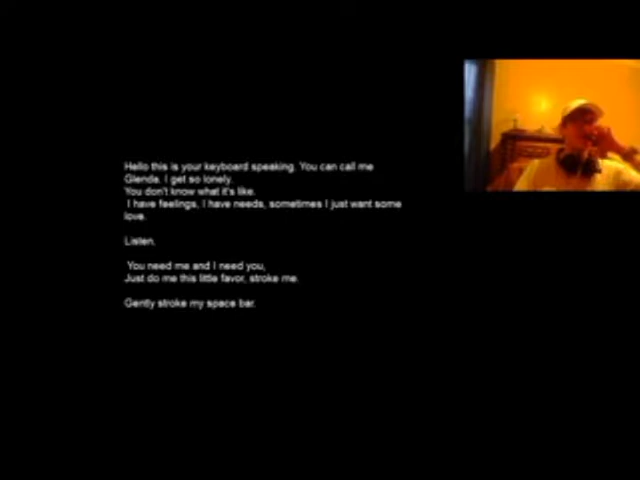 Hello this is your keyboard speaking. You can call me
Glenda. I get so lonely.
You don't know what it's like.
I have feelings, I have needs, sometimes I just want some
love.
Listen.
You need me and I need you,
Just do me this little favor, stroke me.
Gently stroke my space bar.